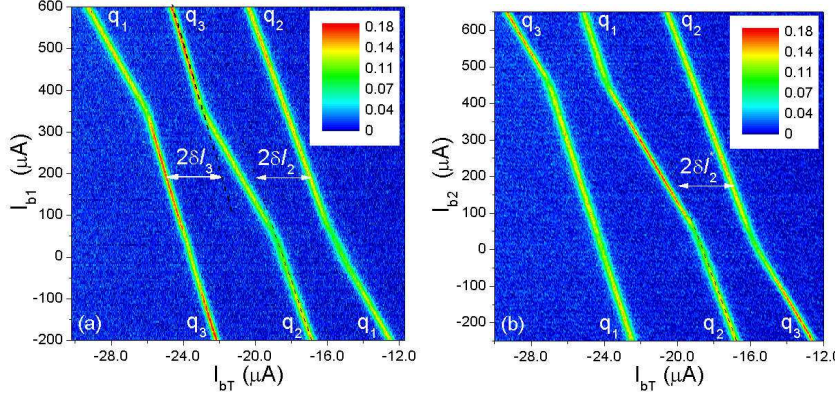 600
500
400
300
200
100
0
-100
-200
I_b1 (μA)
q_1
q_3
q_2
0.18
0.14
0.11
0.07
0.04
0
2δI_3
2δI_2
(a)
q_3
q_2
q_1
-28.0
-24.0
-20.0
-16.0
-12.0
I_bT (μA)
600
500
400
300
200
100
0
-100
-200
I_b2 (μA)
q_3
q_1
q_2
0.18
0.14
0.11
0.07
0.04
0
2δI_2
(b)
q_1
q_2
q_3
-28.0
-24.0
-20.0
-16.0
-12.0
I_bT (μA)